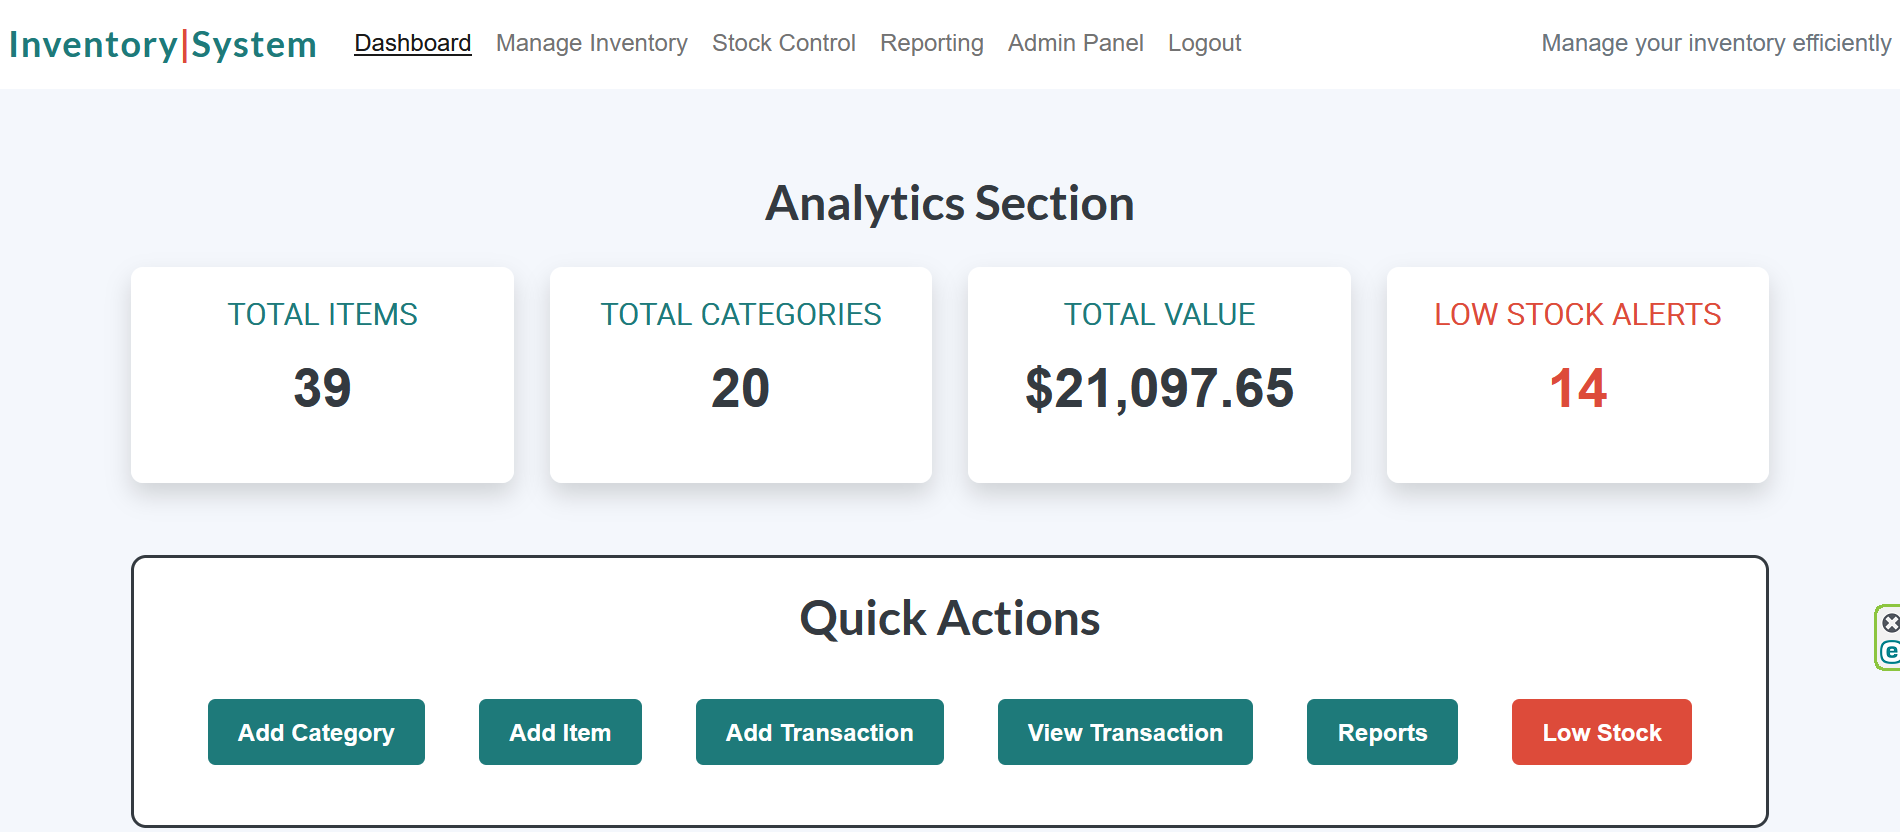 Inventory|System Dashboard Manage Inventory Stock Control Reporting Admin Panel Logout Manage your inventory efficiently
Analytics Section
TOTAL ITEMS TOTAL CATEGORIES TOTAL VALUE LOW STOCK ALERTS
39 20 $21,097.65 14
Quick Actions
Add Category Add Item Add Transaction View Transaction Reports Low Stock
e